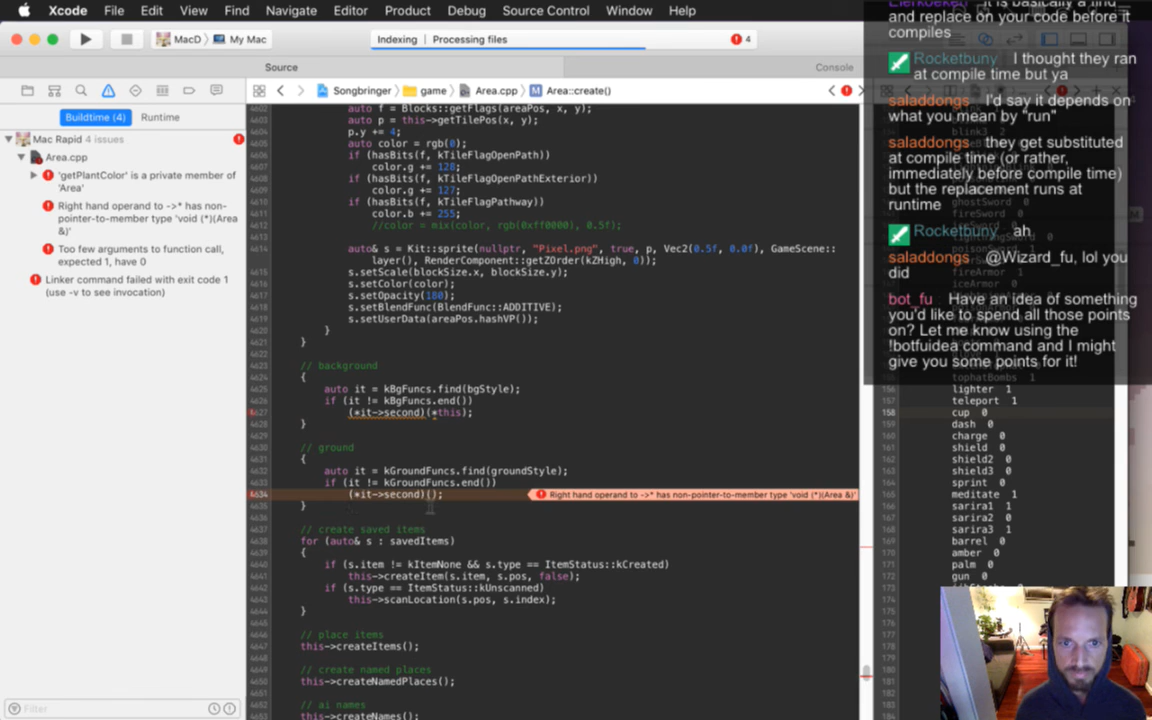 Xcode File Edit View Find Navigate Editor Product Debug Source Control Window Help
MacD My Mac
Indexing | Processing files
4
Source
Console
Buildtime (4)
Runtime
Mac Rapid 4 issues
Area.cpp
'getPlantColor' is a private member of
'Area'
Right hand operand to ->* has non-
pointer-to-member type 'void (*)(Area
&)'
Too few arguments to function call,
expected 1, have 0
Linker command failed with exit code 1
(use -v to see invocation)
Filter
Songbringer game Area.cpp M Area::create()
auto f = Blocks::getFlags(areaPos, x, y);
auto p = this->getTilePos(x, y);
p.y += 4;
auto color = rgb(0);
if (hasBits(f, kTileFlagOpenPath))
color.g += 128;
if (hasBits(f, kTileFlagOpenPathExterior))
color.g += 127;
if (hasBits(f, kTileFlagPathway))
color.b += 255;
//color = mix(color, rgb(0xff0000), 0.5f);
auto& s = Kit::sprite(nullptr, "Pixel.png", true, p, Vec2(0.5f, 0.0f), GameScene::
layer(), RenderComponent::getZOrder(kZHigh, 0));
s.setScale(blockSize.x, blockSize.y);
s.setColor(color);
s.setOpacity(180);
s.setBlendFunc(BlendFunc::ADDITIVE);
s.setUserData(areaPos.hashVP());
}
}
// background
{
auto it = kBgFuncs.find(bgStyle);
if (it != kBgFuncs.end())
(*it->second)(*this);
}
// ground
{
auto it = kGroundFuncs.find(groundStyle);
if (it != kGroundFuncs.end())
(*it->second)();
Right hand operand to ->* has non-pointer-to-member type 'void (*)(Area &)'
}
// create saved items
for (auto& s : savedItems)
{
if (s.item != kItemNone && s.type == ItemStatus::kCreated)
this->createItem(s.item, s.pos, false);
if (s.type == ItemStatus::kUnscanned)
this->scanLocation(s.pos, s.index);
}
// place items
this->createItems();
// create named places
this->createNamedPlaces();
// ai names
this->createNames();
it is basically a find
and replace on your code before it
compiles
Rocketbuny I thought they ran
at compile time but ya
saladdongs I'd say it depends on
what you mean by "run"
saladdongs they get substituted
at compile time (or rather,
immediately before compile time)
but the replacement runs at
runtime
Rocketbuny ah
saladdongs @Wizard_fu, lol you
did
bot_fu Have an idea of something
you'd like to spend all those points
on? Let me know using the
!botfuidea command and I might
give you some points for it!
tophatBombs 1
lighter 1
teleport 1
158 cup 0
dash 0
charge 0
shield 0
shield2 0
shield3 0
sprint 0
meditate 1
sarira1 1
sarira2 0
sarira3 1
barrel 0
amber 0
palm 0
gun 0